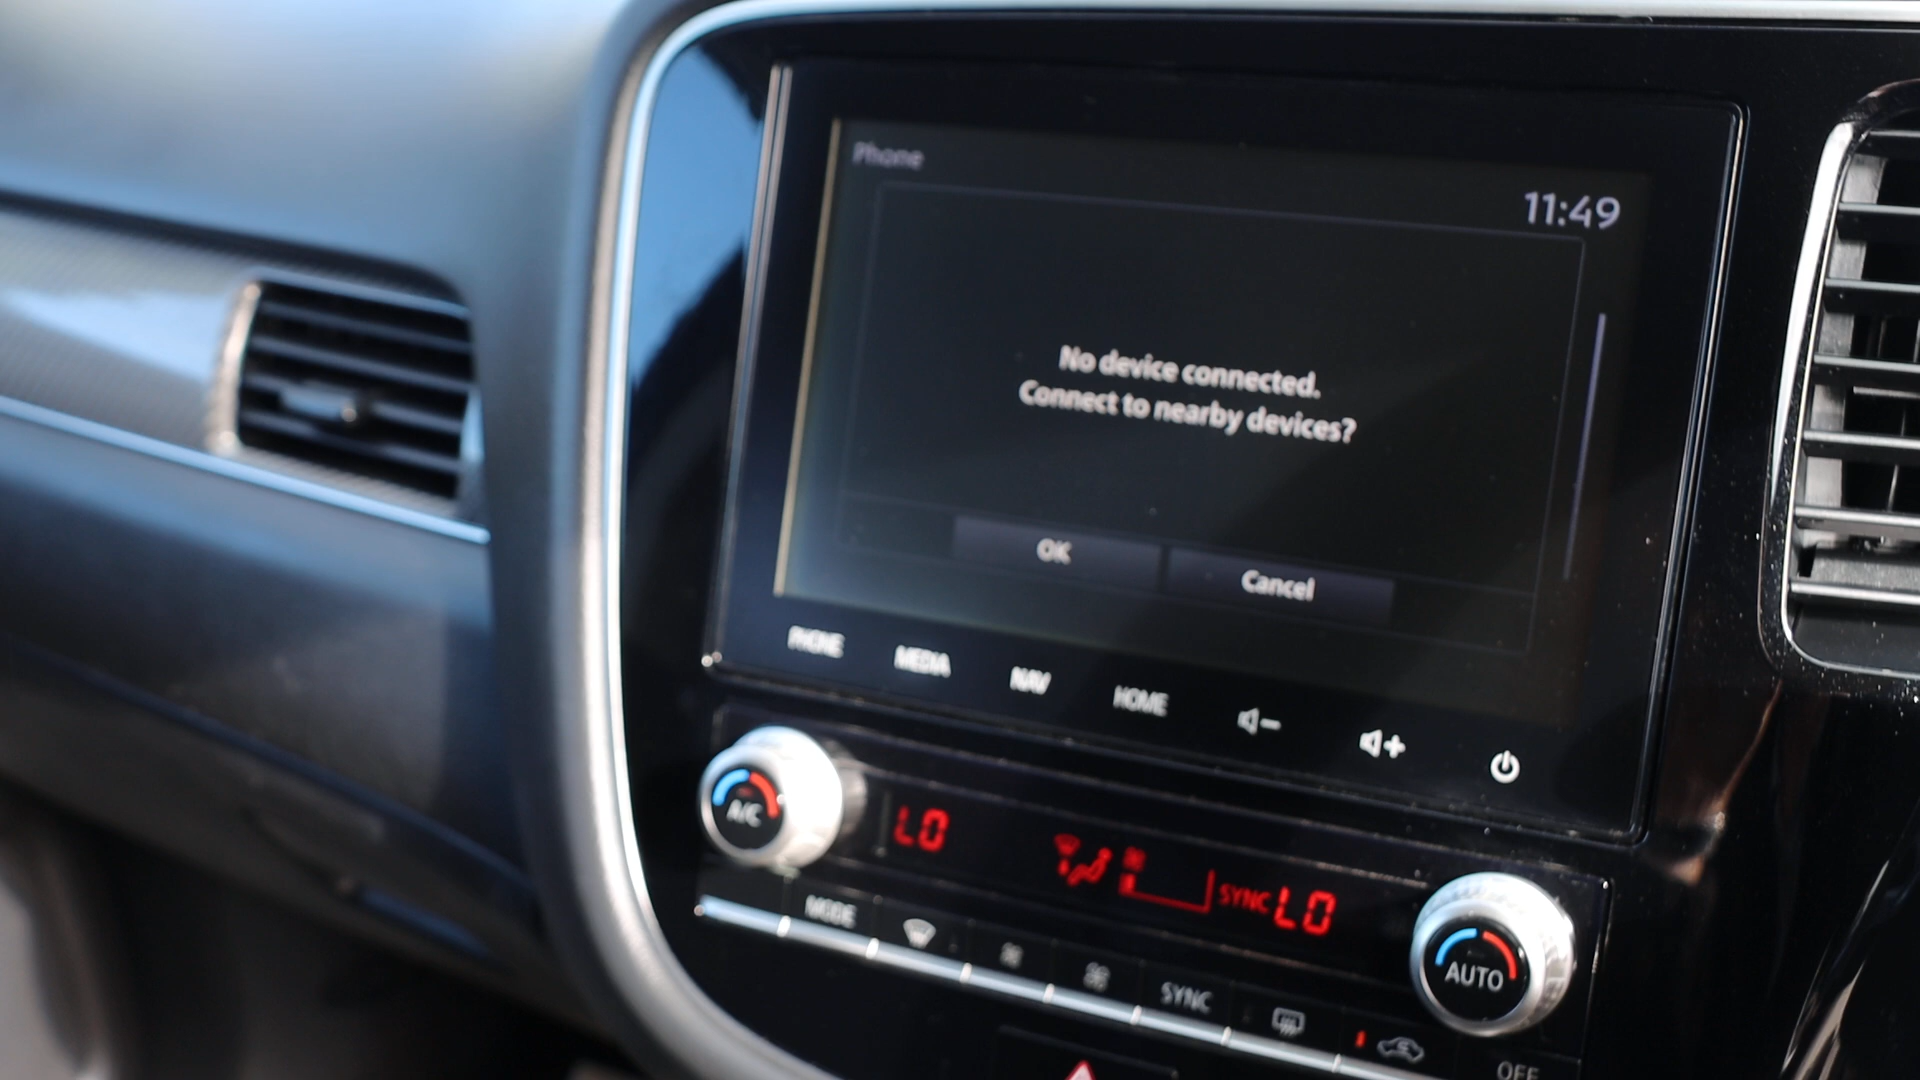 Phone
11:49
No device connected.
Connect to nearby devices?
OK
Cancel
PHONE
MEDIA
NAV
HOME
A/C
LO
SYNC LO
AUTO
MODE
SYNC
OFF